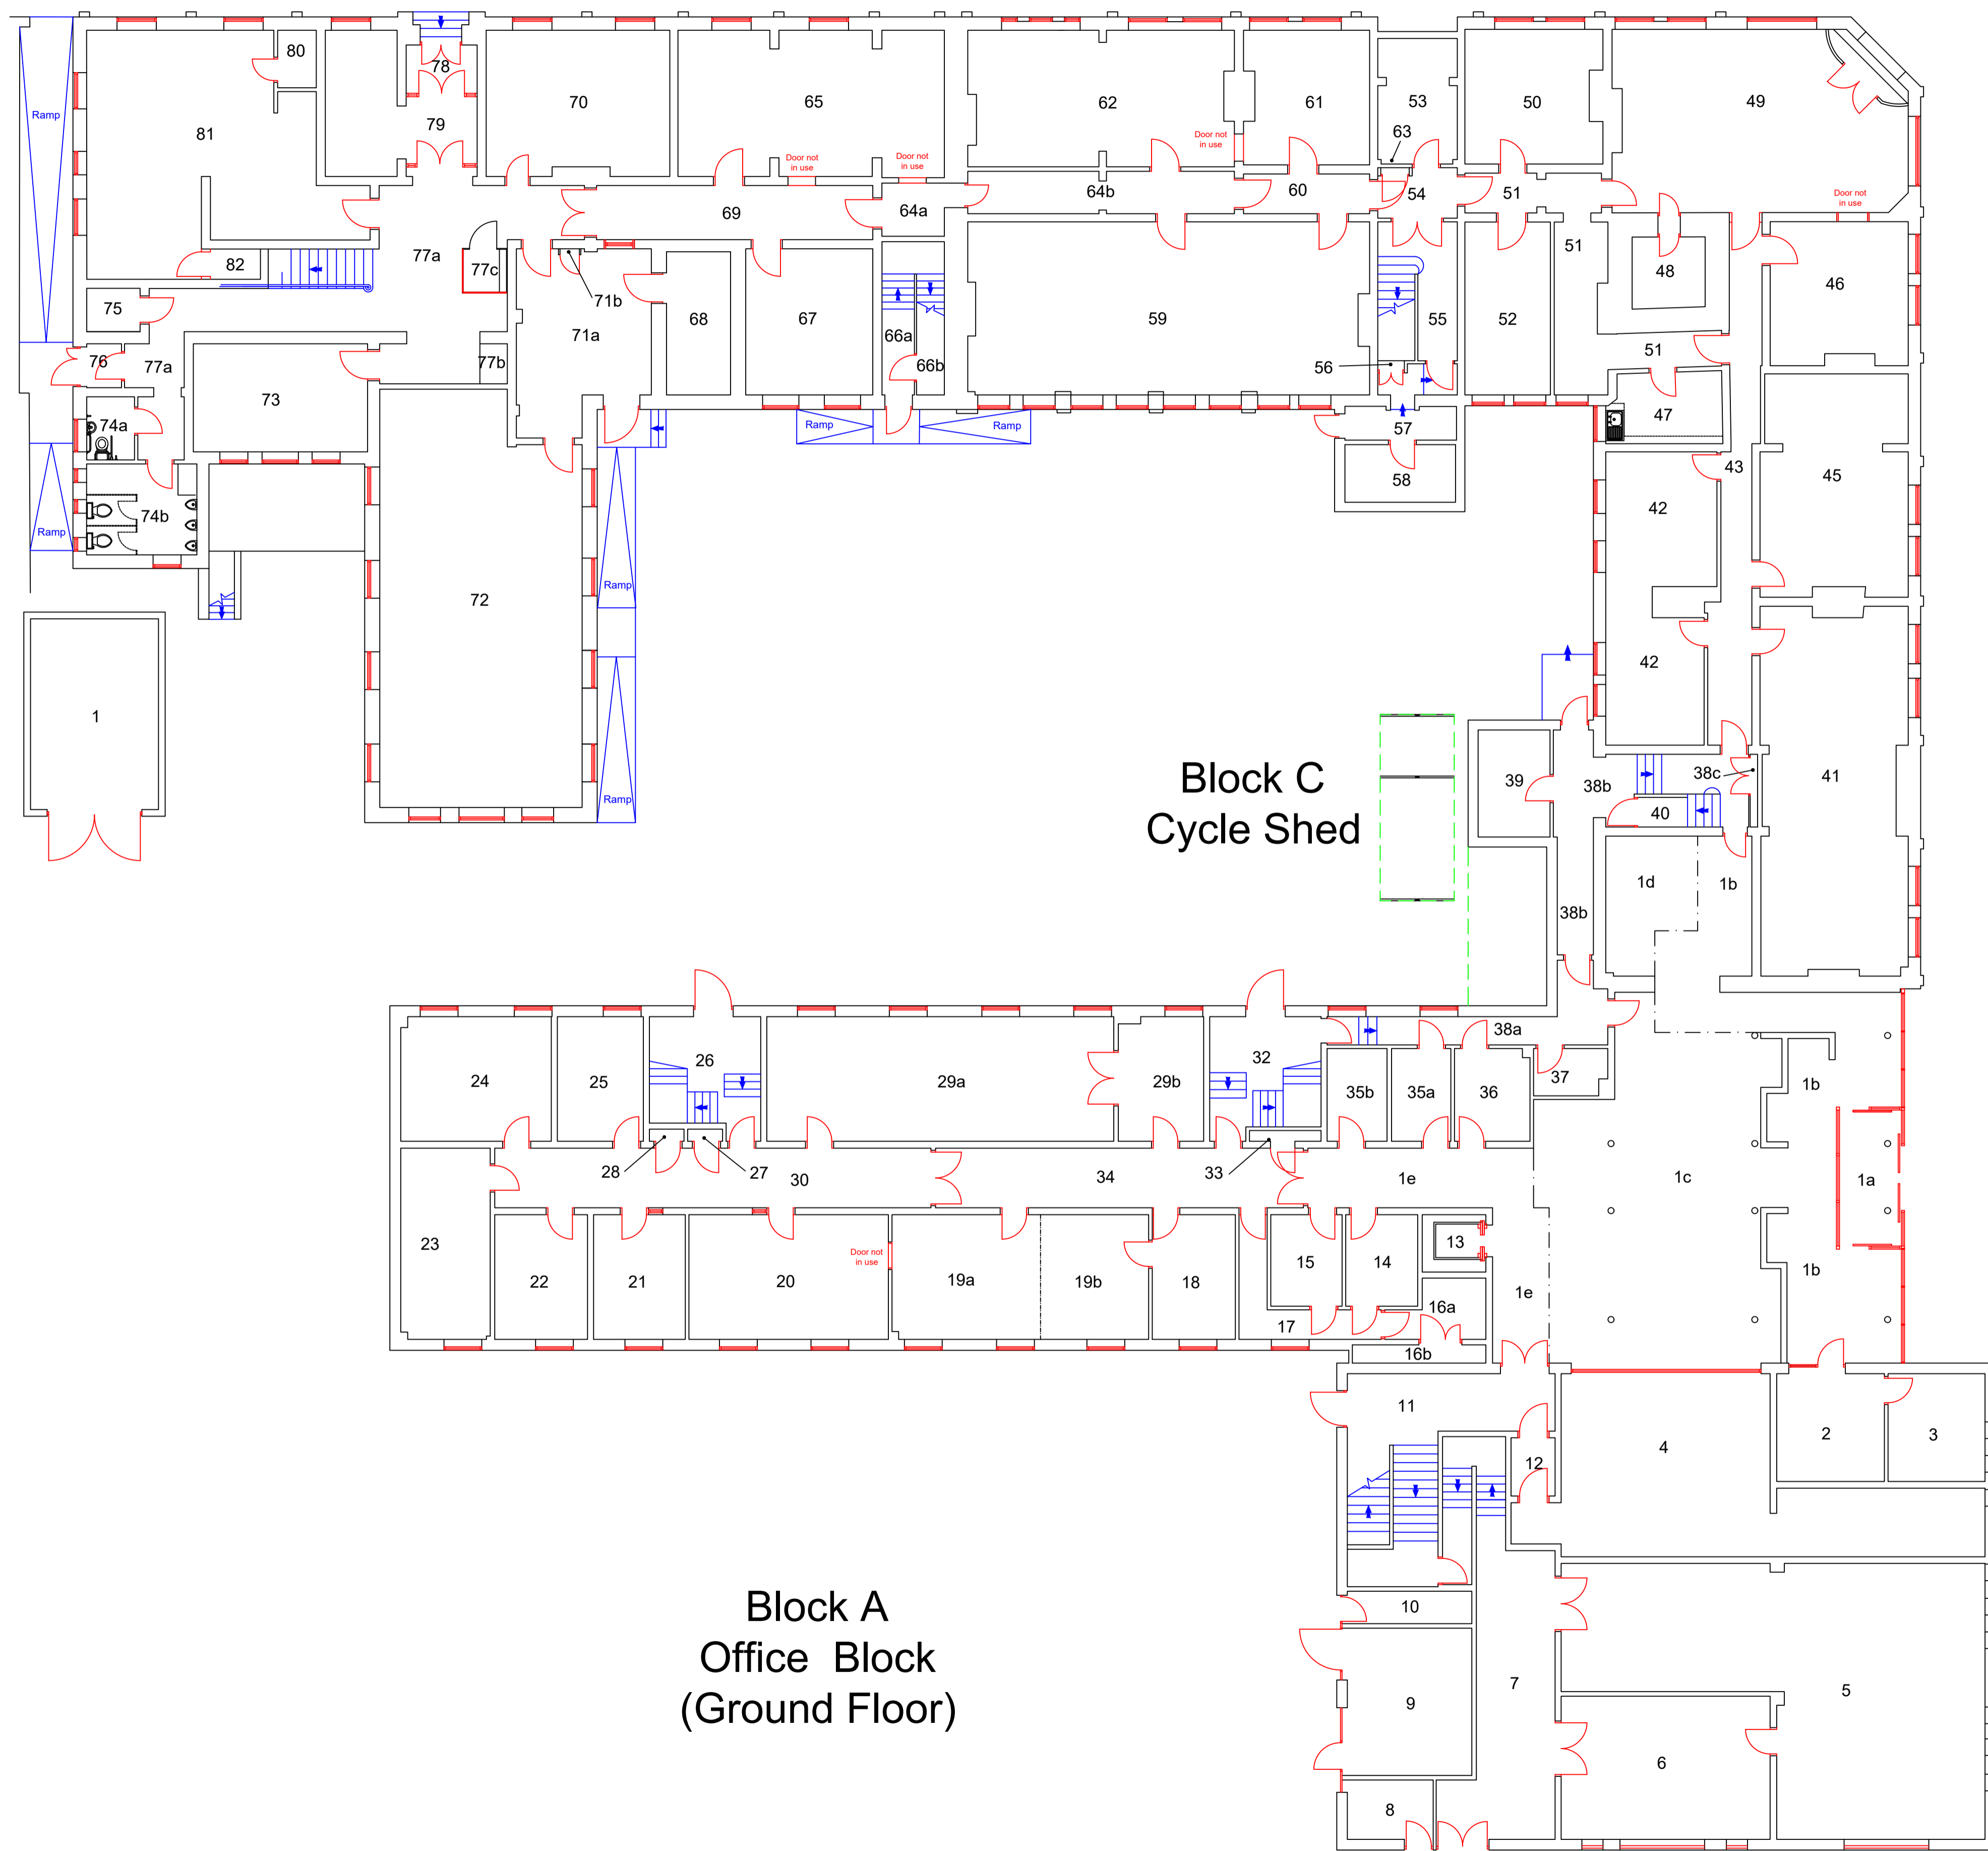 80
78
Ramp
81
79
70
65
62
61
53
50
49
63
Door not
in use
Door not
in use
Door not
in use
Door not
in use
69
64a
64b
60
54
51
51
82
77a
77c
71b
75
71a
68
67
66a
66b
59
55
52
48
46
56
51
76
77a
77b
73
74a
Ramp
Ramp
57
47
58
43
45
42
74b
Ramp
72
Ramp
42
1
Ramp
Block C
Cycle Shed
39
38b
38c
40
41
1d
1b
38b
24
25
26
29a
29b
32
38a
35b
35a
36
37
1b
28
27
30
34
33
1e
1c
1a
23
22
21
20
Door not
in use
19a
19b
18
15
14
13
1e
1b
17
16a
16b
11
12
4
2
3
Block A
Office Block
(Ground Floor)
10
9
7
5
6
8